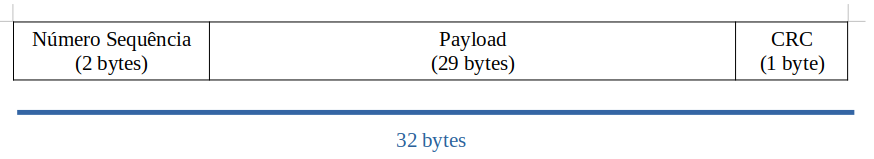 Número Sequência
(2 bytes)
Payload
(29 bytes)
CRC
(1 byte)
32 bytes